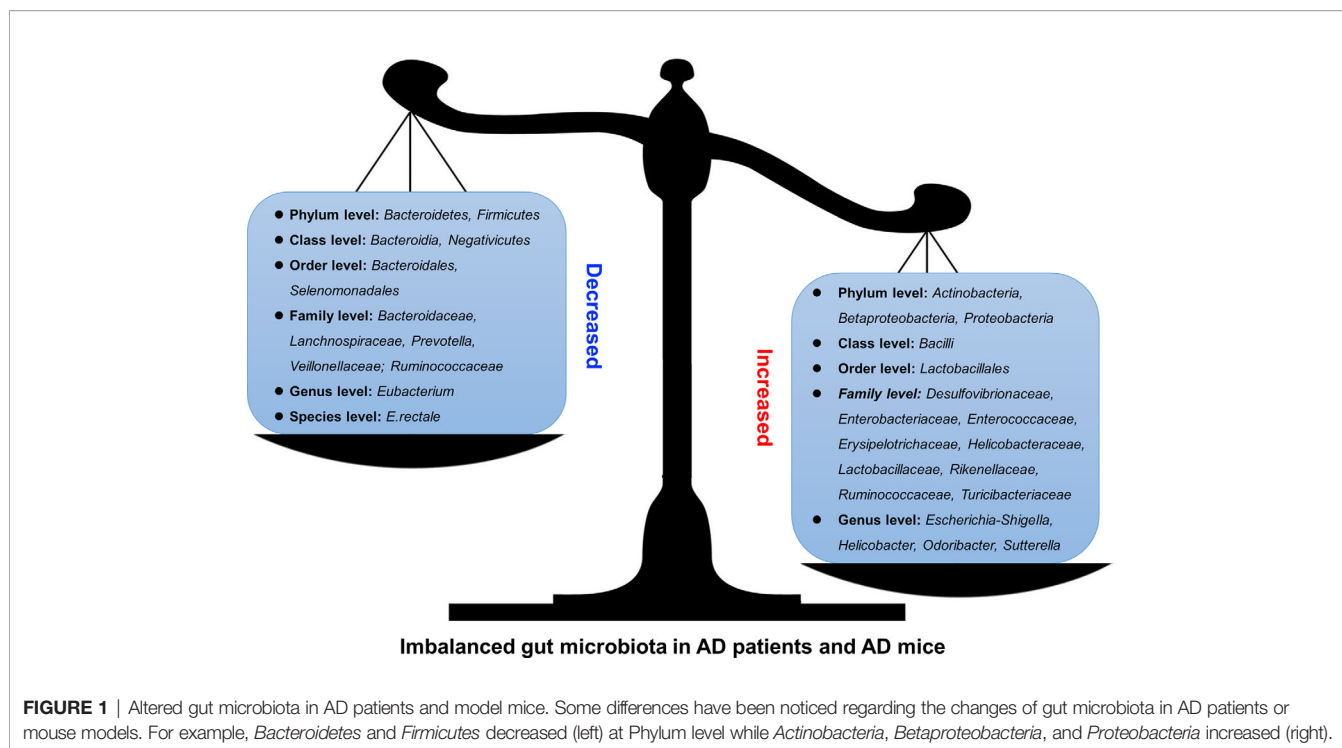 ● Phylum level: Bacteroidetes, Firmicutes
● Class level: Bacteroidia, Negativicutes
● Order level: Bacteroidales,
Selenomonadales
● Family level: Bacteroidaceae,
Lanchnospiraceae, Prevotella,
Veillonellaceae; Ruminococcaceae
● Genus level: Eubacterium
● Species level: E.rectale
Decreased
Increased
● Phylum level: Actinobacteria,
Betaproteobacteria, Proteobacteria
● Class level: Bacilli
● Order level: Lactobacillales
● Family level: Desulfovibrionaceae,
Enterobacteriaceae, Enterococcaceae,
Erysipelotrichaceae, Helicobacteraceae,
Lactobacillaceae, Rikenellaceae,
Ruminococcaceae, Turicibacteriaceae
● Genus level: Escherichia-Shigella,
Helicobacter, Odoribacter, Sutterella
Imbalanced gut microbiota in AD patients and AD mice
FIGURE 1 | Altered gut microbiota in AD patients and model mice. Some differences have been noticed regarding the changes of gut microbiota in AD patients or
mouse models. For example, Bacteroidetes and Firmicutes decreased (left) at Phylum level while Actinobacteria, Betaproteobacteria, and Proteobacteria increased (right).